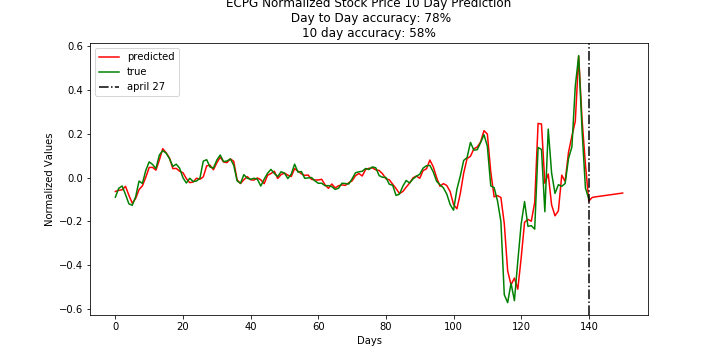 ECPG Normalized Stock Price 10 Day Prediction
Day to Day accuracy: 78%
10 day accuracy: 58%
predicted
true
april 27
Normalized Values
0.6
0.4
0.2
0.0
−0.2
−0.4
−0.6
0 20 40 60 80 100 120 140
Days